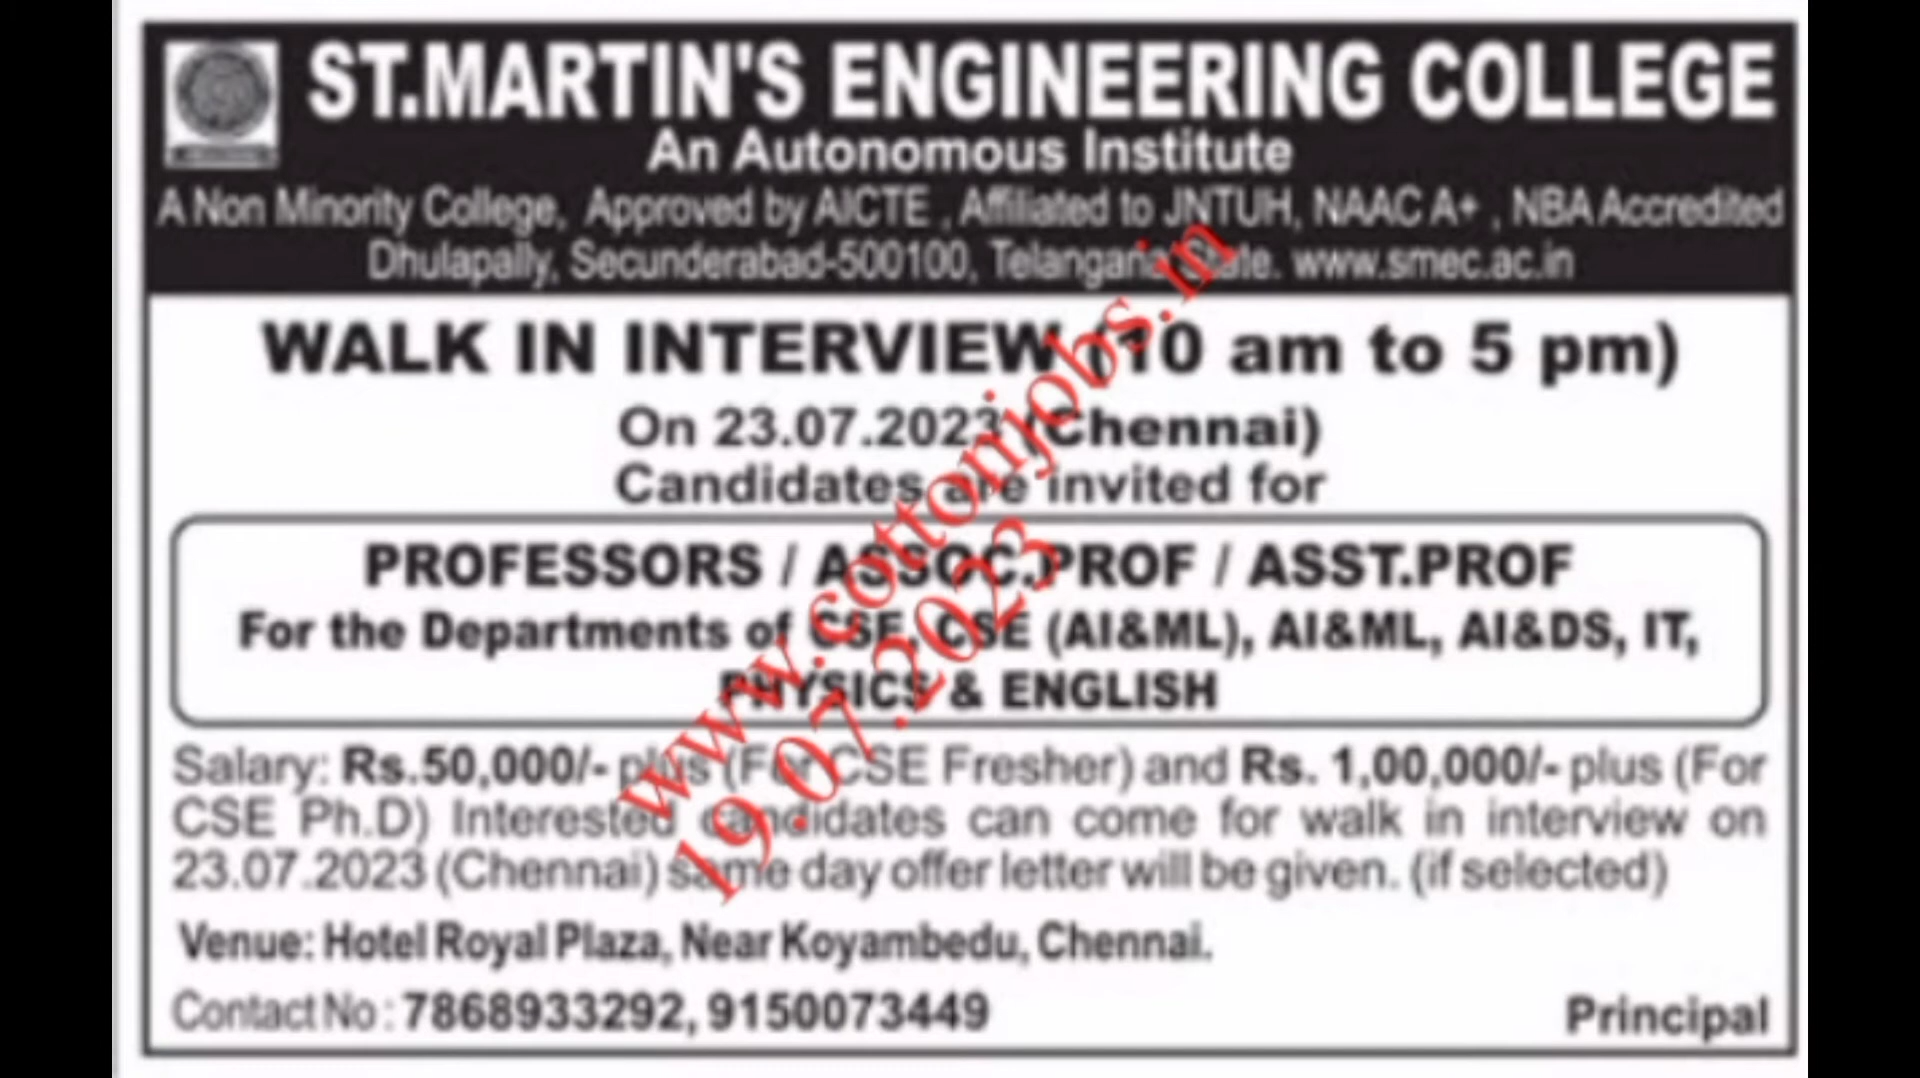 ST.MARTIN'S ENGINEERING COLLEGE
An Autonomous Institute
A Non Minority College, Approved by AICTE , Affiliated to JNTUH, NAAC A+ , NBA Accredited
Dhulapally, Secunderabad-500100, Telangana State. www.smec.ac.in
WALK IN INTERVIEW (10 am to 5 pm)
On 23.07.2023 (Chennai)
Candidates are invited for
PROFESSORS / ASSOC.PROF / ASST.PROF
For the Departments of CSE, CSE (AI&ML), AI&ML, AI&DS, IT,
PHYSICS & ENGLISH
Salary: Rs.50,000/- plus (For CSE Fresher) and Rs. 1,00,000/- plus (For
CSE Ph.D) Interested candidates can come for walk in interview on
23.07.2023 (Chennai) same day offer letter will be given. (if selected)
Venue: Hotel Royal Plaza, Near Koyambedu, Chennai.
Contact No : 7868933292, 9150073449
Principal
www.cottonjobs.in
19.07.2023